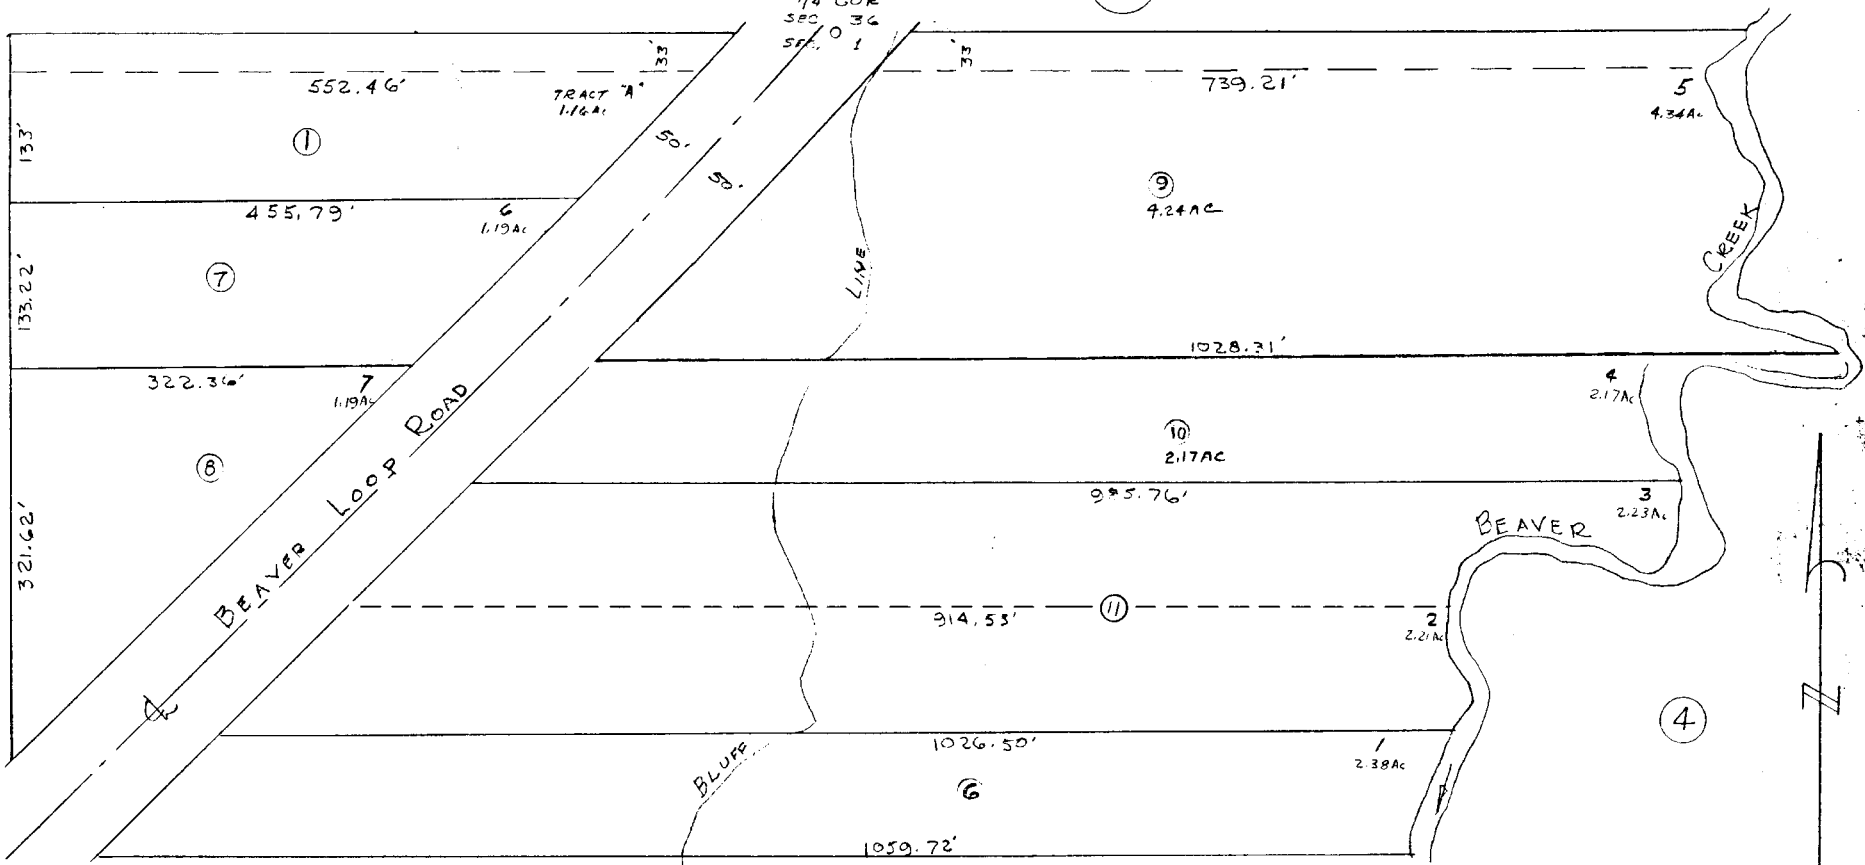 1/4 COR
SEC 36
SEC. 1
33'
33'
552.46'
TRACT "A"
1.16Ac
739.21'
5
4.34Ac
133'
1
50'
50'
9
4.24AC
455.79'
6
1.19Ac
CREEK
7
133.22'
LINE
1028.31'
322.36'
7
1.19Ac
4
2.17Ac
BEAVER LOOP ROAD
8
10
2.17AC
321.62'
985.76'
3
2.23Ac
BEAVER
914.53'
11
2
2.21Ac
N
4
1026.50'
1
2.38Ac
BLUFF
6
1059.72'